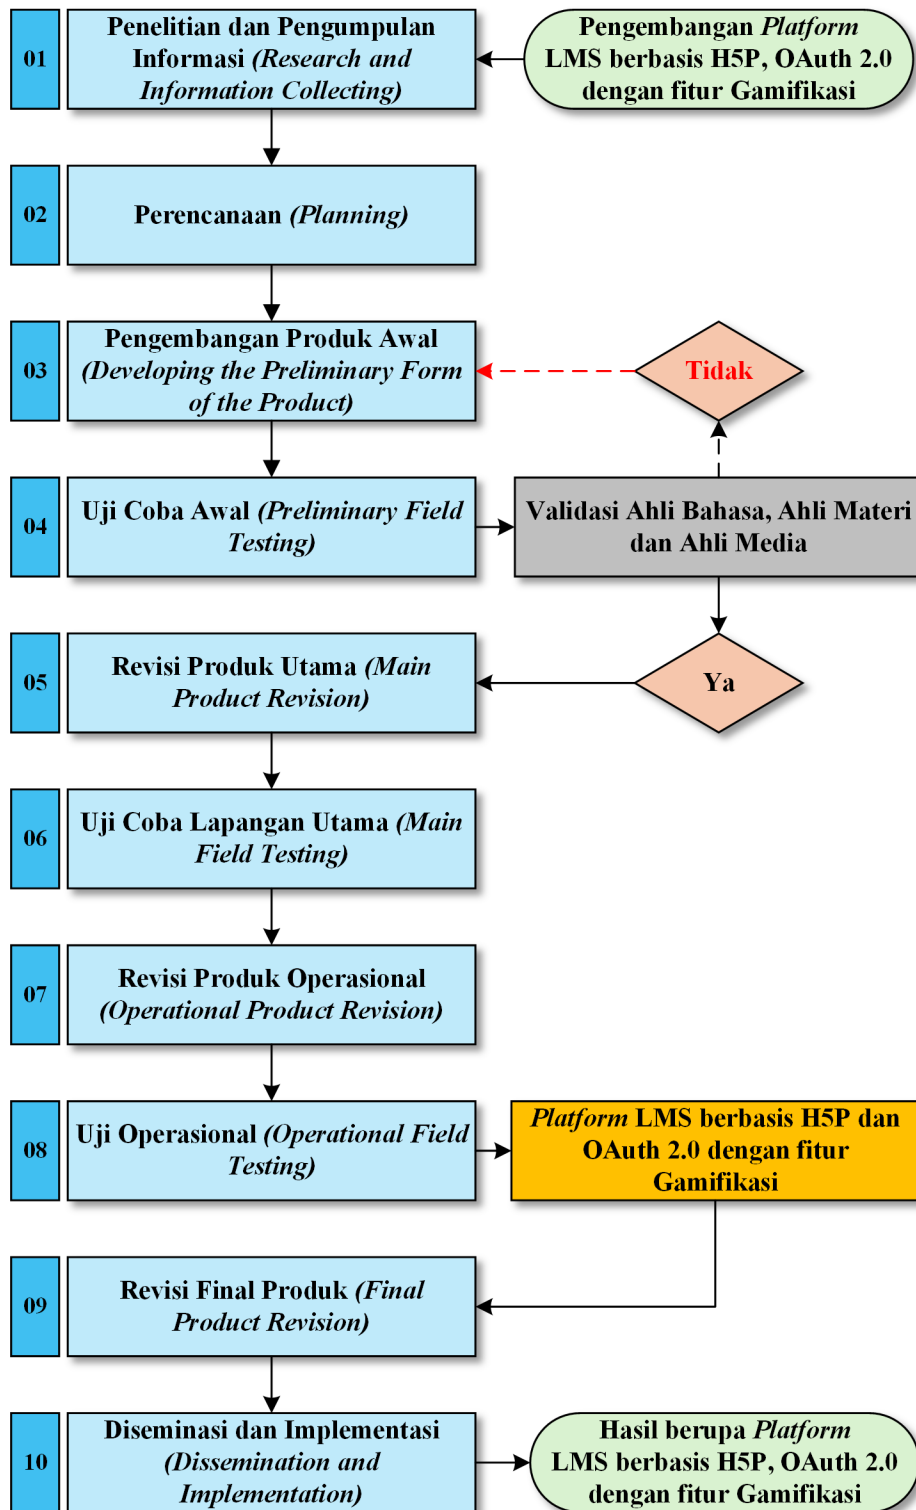 01
Penelitian dan Pengumpulan
Informasi (Research and
Information Collecting)
Pengembangan Platform
LMS berbasis H5P, OAuth 2.0
dengan fitur Gamifikasi
02
Perencanaan (Planning)
03
Pengembangan Produk Awal
(Developing the Preliminary Form
of the Product)
Tidak
04
Uji Coba Awal (Preliminary Field
Testing)
Validasi Ahli Bahasa, Ahli Materi
dan Ahli Media
05
Revisi Produk Utama (Main
Product Revision)
Ya
06
Uji Coba Lapangan Utama (Main
Field Testing)
07
Revisi Produk Operasional
(Operational Product Revision)
08
Uji Operasional (Operational Field
Testing)
Platform LMS berbasis H5P dan
OAuth 2.0 dengan fitur
Gamifikasi
09
Revisi Final Produk (Final
Product Revision)
10
Diseminasi dan Implementasi
(Dissemination and
Implementation)
Hasil berupa Platform
LMS berbasis H5P, OAuth 2.0
dengan fitur Gamifikasi